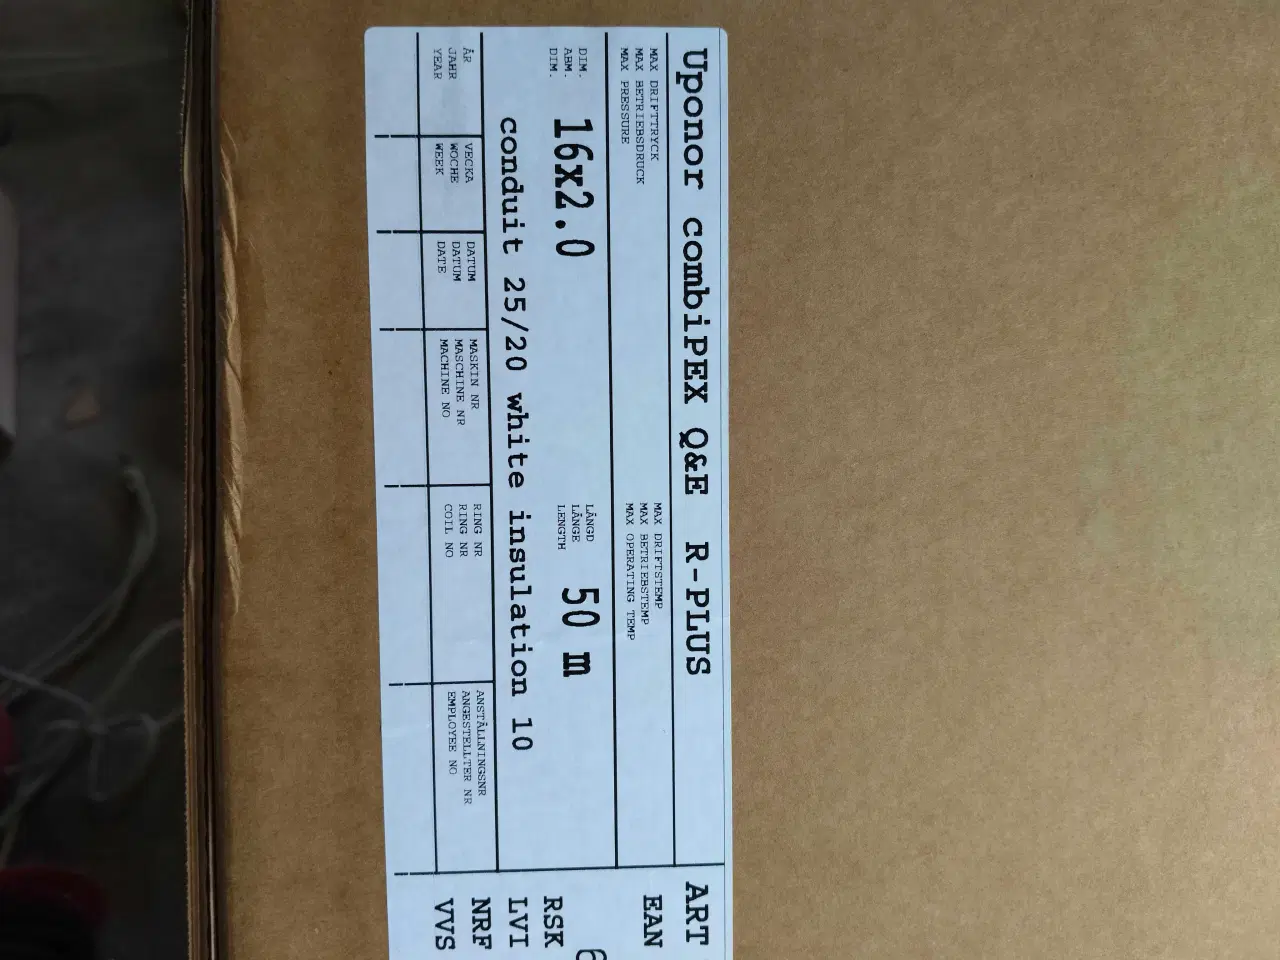 Uponor combiPEX Q&E R-PLUS
ART
MAX DRIFTTRYCK
MAX BETRIEBSDRUCK
MAX PRESSURE
MAX DRIFTSTEMP
MAX BETRIEBSTEMP
MAX OPERATING TEMP
EAN
DIM.
ABM.
DIM.
16x2.0
LÄNGD
LÄNGE
LENGTH
50 m
RSK
conduit 25/20 white insulation 10
LVI
ÅR
JAHR
YEAR
VECKA
WOCHE
WEEK
DATUM
DATUM
DATE
MASKIN NR
MASCHINE NR
MACHINE NO
RING NR
RING NR
COIL NO
ANSTÄLLNINGSNR
ANGESTELLTER NR
EMPLOYEE NO
NRF
VVS